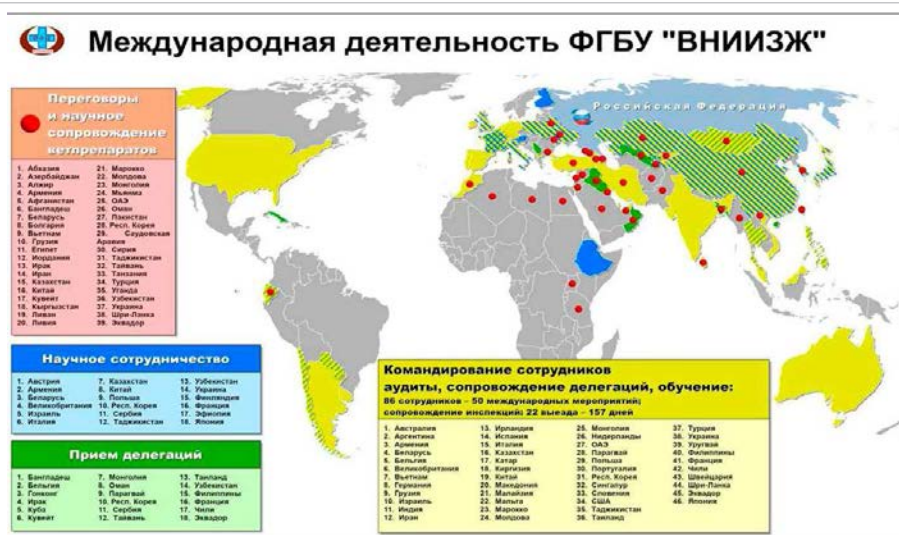 Международная деятельность ФГБУ "ВНИИЗЖ"
Российская Федерация
Переговоры
и научное
сопровождение
ветпрепаратов
1. Абхазия
2. Азербайджан
3. Алжир
4. Армения
5. Афганистан
6. Бангладеш
7. Беларусь
8. Болгария
9. Вьетнам
10. Грузия
11. Египет
12. Иордания
13. Ирак
14. Иран
15. Казахстан
16. Китай
17. Кувейт
18. Кыргызстан
19. Ливан
20. Ливия
21. Марокко
22. Молдова
23. Монголия
24. Мьянма
25. ОАЭ
26. Оман
27. Пакистан
28. Респ. Корея
29. Саудовская
Аравия
30. Сирия
31. Таджикистан
32. Тайвань
33. Танзания
34. Турция
35. Уганда
36. Узбекистан
37. Украина
38. Шри-Ланка
39. Эквадор
Научное сотрудничество
1. Австрия
2. Армения
3. Беларусь
4. Великобритания
5. Израиль
6. Италия
7. Казахстан
8. Китай
9. Польша
10. Респ. Корея
11. Сербия
12. Таджикистан
13. Узбекистан
14. Украина
15. Финляндия
16. Франция
17. Эфиопия
18. Япония
Прием делегаций
1. Бангладеш
2. Бельгия
3. Гонконг
4. Ирак
5. Куба
6. Кувейт
7. Монголия
8. Оман
9. Парагвай
10. Респ. Корея
11. Сербия
12. Тайвань
13. Таиланд
14. Узбекистан
15. Филиппины
16. Франция
17. Чили
18. Эквадор
Командирование сотрудников
аудиты, сопровождение делегаций, обучение:
86 сотрудников – 50 международных мероприятий;
сопровождение инспекций: 22 выезда – 157 дней
1. Австралия
2. Аргентина
3. Армения
4. Беларусь
5. Бельгия
6. Великобритания
7. Вьетнам
8. Германия
9. Грузия
10. Израиль
11. Индия
12. Иран
13. Ирландия
14. Испания
15. Италия
16. Казахстан
17. Катар
18. Киргизия
19. Китай
20. Македония
21. Малайзия
22. Мальта
23. Марокко
24. Молдова
25. Монголия
26. Нидерланды
27. ОАЭ
28. Парагвай
29. Польша
30. Португалия
31. Респ. Корея
32. Сингапур
33. Словения
34. США
35. Таджикистан
36. Таиланд
37. Турция
38. Украина
39. Уругвай
40. Филиппины
41. Франция
42. Чили
43. Швейцария
44. Шри-Ланка
45. Эквадор
46. Япония